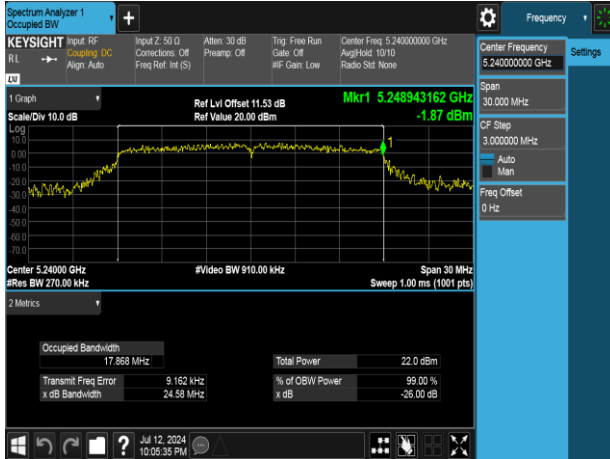 Spectrum Analyzer 1
Occupied BW
+
Frequency
KEYSIGHT
RL
Input: RF
Coupling: DC
Align: Auto
Input Z: 50 Ω
Corrections: Off
Freq Ref: Int (S)
Atten: 30 dB
Preamp: Off
Trig: Free Run
Gate: Off
#IF Gain: Low
Center Freq: 5.240000000 GHz
Avg|Hold: 10/10
Radio Std: None
LXI
Center Frequency
5.240000000 GHz
Settings
Span
30.000 MHz
CF Step
3.000000 MHz
Auto
Man
Freq Offset
0 Hz
1 Graph
Scale/Div 10.0 dB
Ref Lvl Offset 11.53 dB
Ref Value 20.00 dBm
Mkr1 5.248943162 GHz
-1.87 dBm
Log
10.0
0.00
-10.0
-20.0
-30.0
-40.0
-50.0
-60.0
-70.0
1
Center 5.24000 GHz
#Res BW 270.00 kHz
#Video BW 910.00 kHz
Span 30 MHz
Sweep 1.00 ms (1001 pts)
2 Metrics
Occupied Bandwidth
17.868 MHz
Total Power 22.0 dBm
Transmit Freq Error 9.162 kHz
% of OBW Power 99.00 %
x dB Bandwidth 24.58 MHz
x dB -26.00 dB
?
Jul 12, 2024
10:05:35 PM